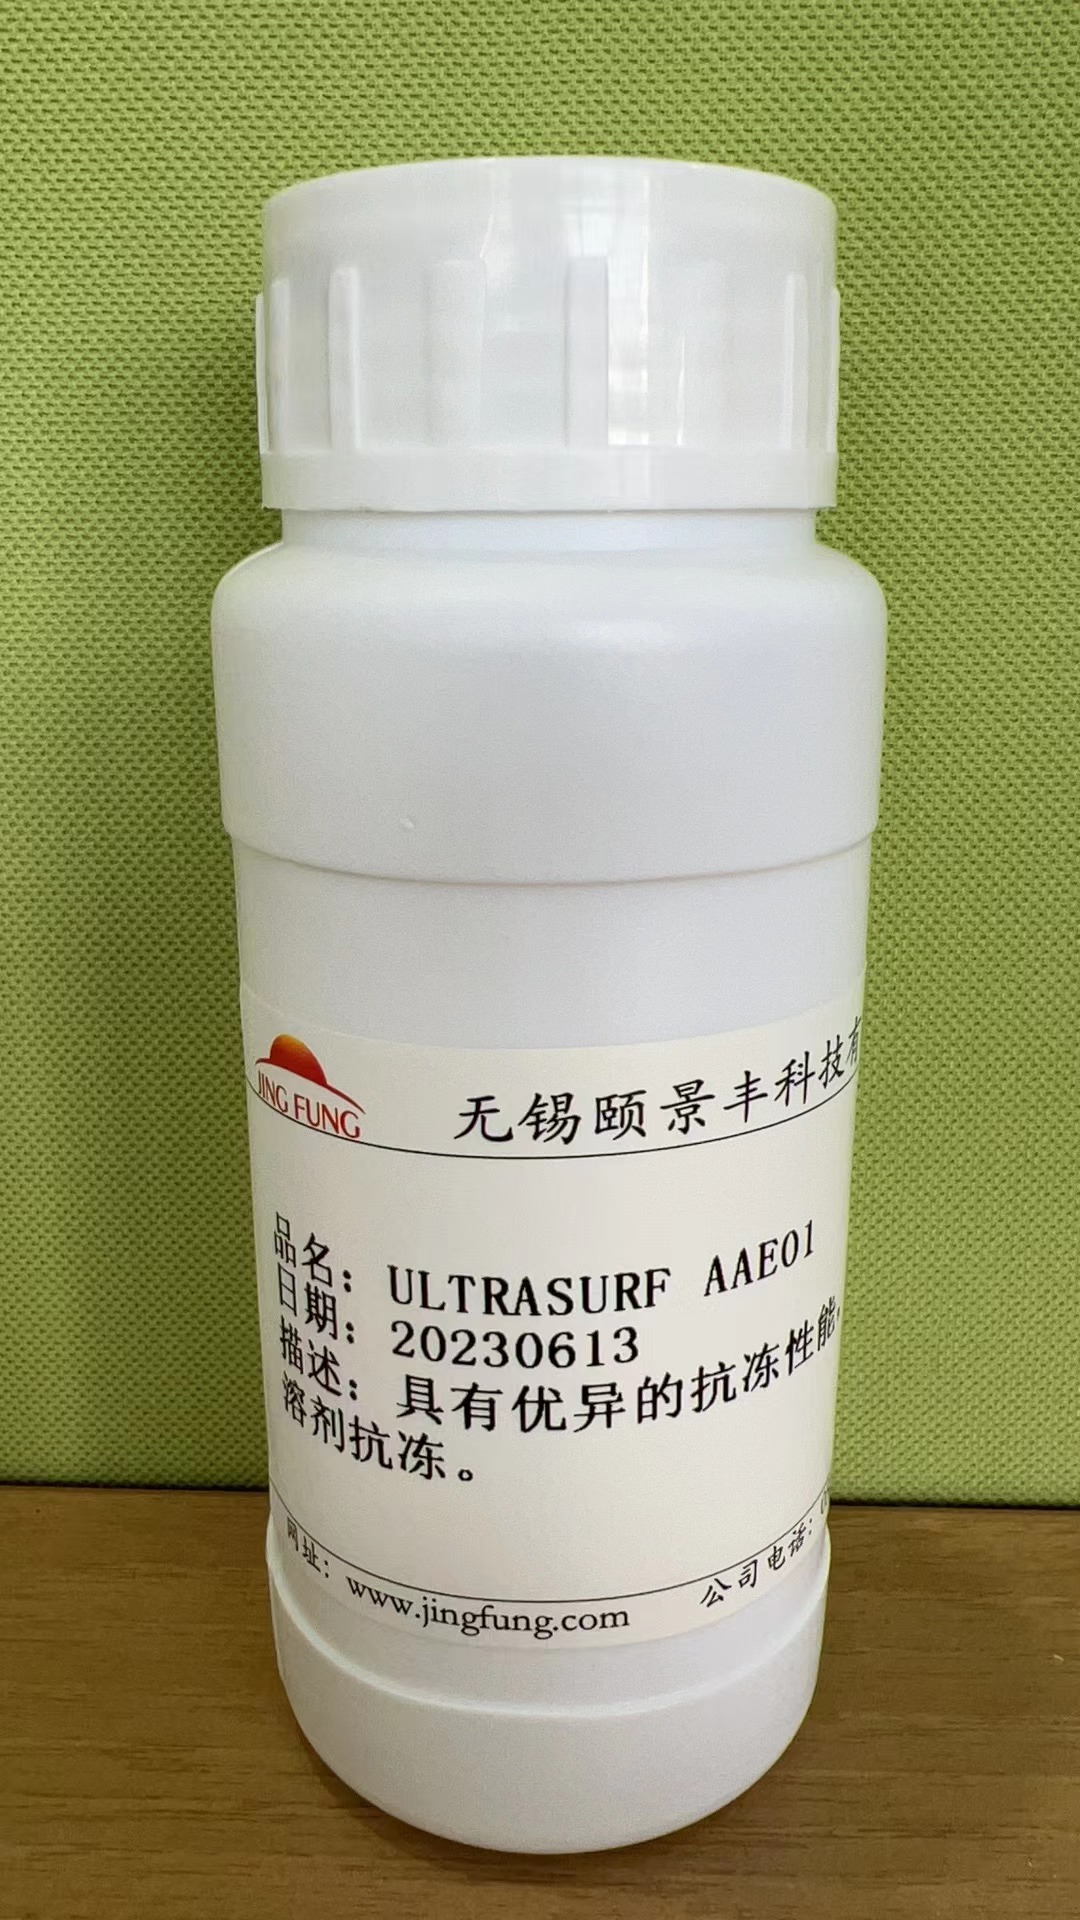 JING FUNG
无锡颐景丰科技有
品名：ULTRASURF AAE01
日期：20230613
描述：具有优异的抗冻性能，
溶剂抗冻。
网址：www.jingfung.com
公司电话：